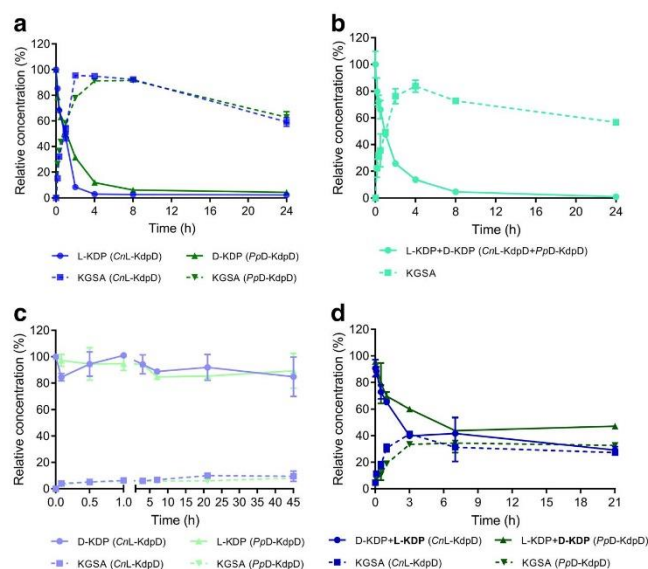 a
Relative concentration (%)
120
100
80
60
40
20
0
0 4 8 12 16 20 24
Time (h)
L-KDP (CnL-KdpD) D-KDP (PpD-KdpD)
KGSA (CnL-KdpD) KGSA (PpD-KdpD)
b
Relative concentration (%)
120
100
80
60
40
20
0
0 4 8 12 16 20 24
Time (h)
L-KDP+D-KDP (CnL-KdpD+PpD-KdpD)
KGSA
c
Relative concentration (%)
120
100
80
60
40
20
0
0.0 0.5 1.0 5 10 15 20 25 30 35 40 45
Time (h)
D-KDP (CnL-KdpD) L-KDP (PpD-KdpD)
KGSA (CnL-KdpD) KGSA (PpD-KdpD)
d
Relative concentration (%)
120
100
80
60
40
20
0
0 3 6 9 12 15 18 21
Time (h)
D-KDP+L-KDP (CnL-KdpD) L-KDP+D-KDP (PpD-KdpD)
KGSA (CnL-KdpD) KGSA (PpD-KdpD)